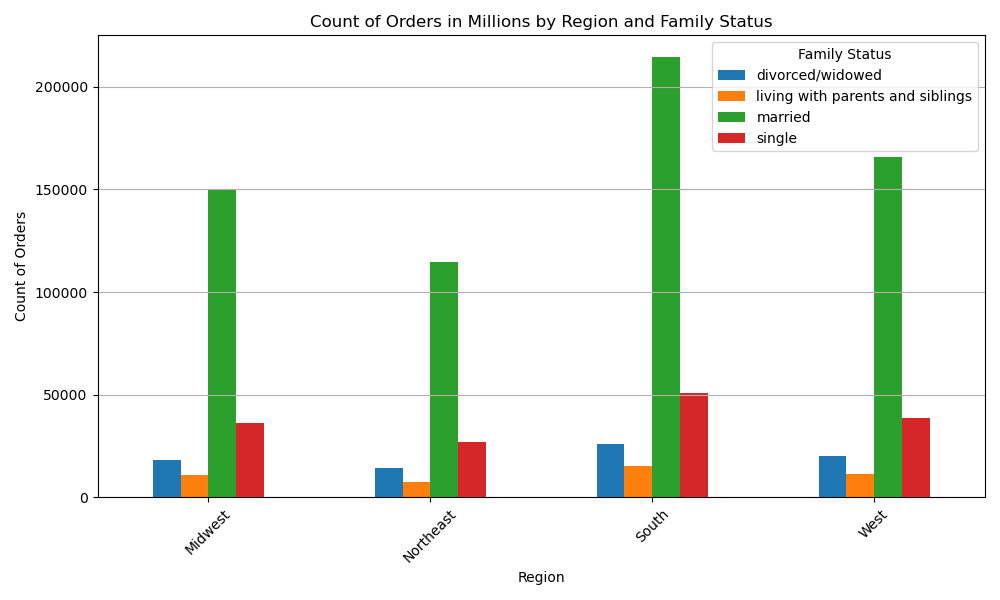 Count of Orders in Millions by Region and Family Status
Family Status
divorced/widowed
living with parents and siblings
married
single
200000
150000
100000
50000
0
Count of Orders
Midwest
Northeast
South
West
Region